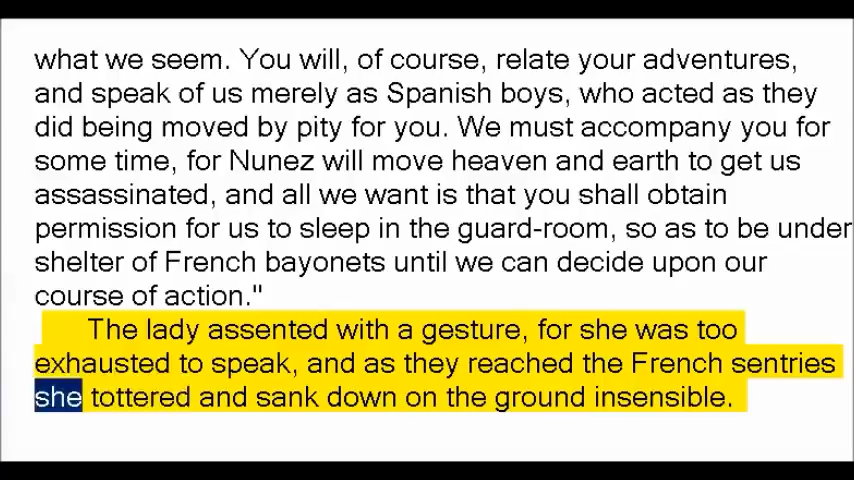 what we seem. You will, of course, relate your adventures,
and speak of us merely as Spanish boys, who acted as they
did being moved by pity for you. We must accompany you for
some time, for Nunez will move heaven and earth to get us
assassinated, and all we want is that you shall obtain
permission for us to sleep in the guard-room, so as to be under
shelter of French bayonets until we can decide upon our
course of action."
The lady assented with a gesture, for she was too
exhausted to speak, and as they reached the French sentries
she tottered and sank down on the ground insensible.